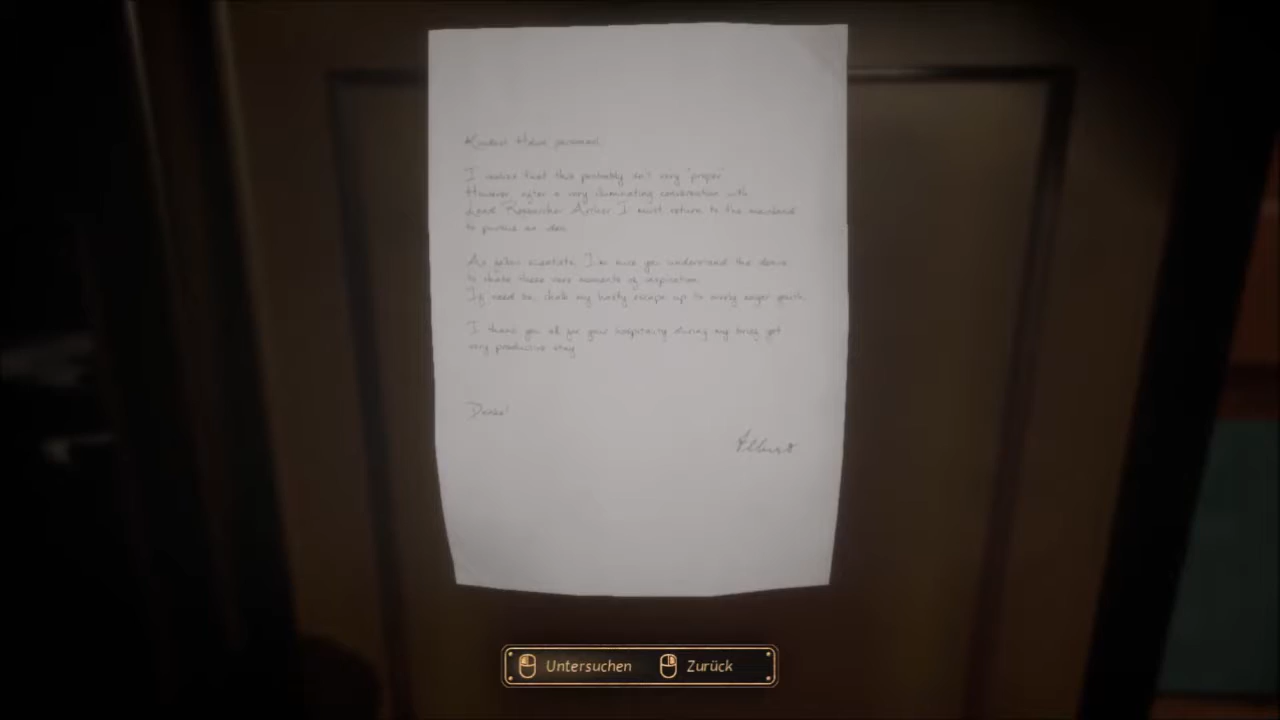 Kindest Helios personnel,
I realize that this probably isn't very 'proper'
However, after a very illuminating conversation with
Lead Researcher Archer I must return to the mainland
to pursue an idea.
As fellow scientists, I'm sure you understand the desire
to chase these rare moments of inspiration.
If need be, chalk my hasty escape up to overly eager youth.
I thank you all for your hospitality during my brief yet
very productive stay
Danke!
Albert
Untersuchen Zurück